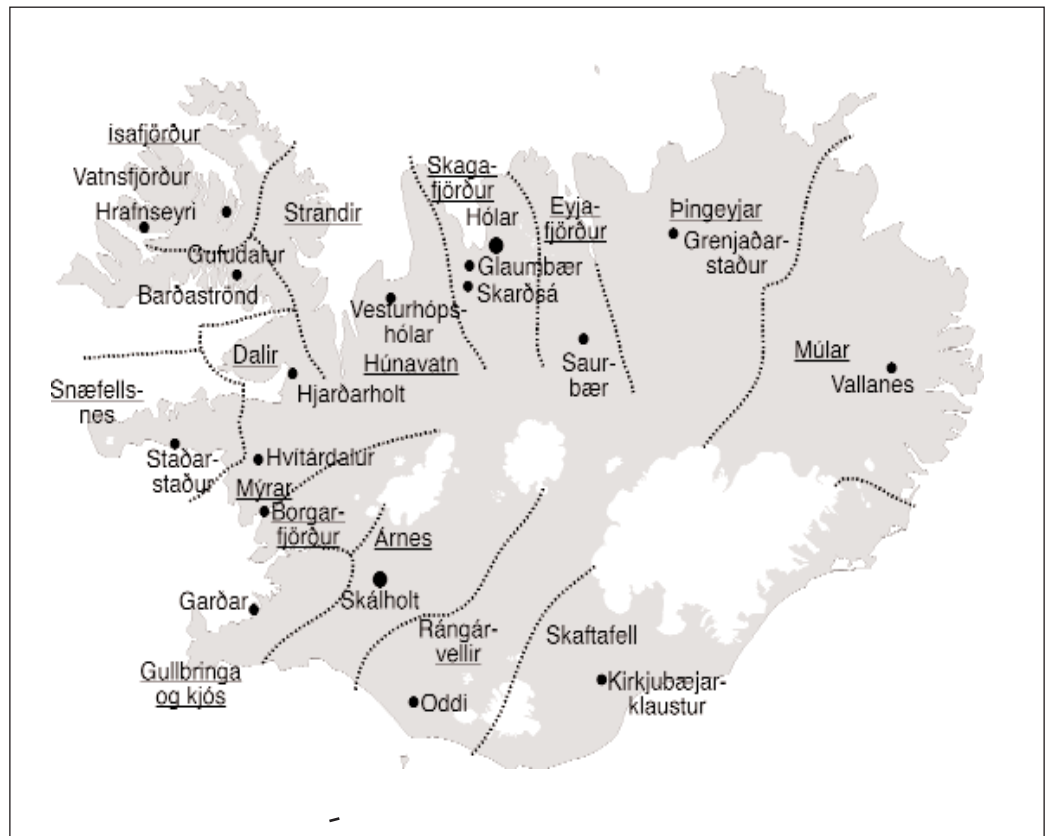 Ísafjörður
Vatnsfjörður
Hrafnseyri
Gufudalur
Barðaströnd
Strandir
Skaga-
fjörður
Hólar
Glaumbær
Skarðsá
Eyja-
fjörður
Þingeyjar
Grenjaðar-
staður
Vesturhóps-
hólar
Húnavatn
Saur-
bær
Múlar
Vallanes
Dalir
Hjarðarholt
Snæfells-
nes
Staðar-
staður
Hvítárdalur
Mýrar
Borgar-
fjörður
Árnes
Skálholt
Garðar
Gullbringa
og kjós
Rángár-
vellir
Oddi
Skaftafell
Kirkjubæjar-
klaustur